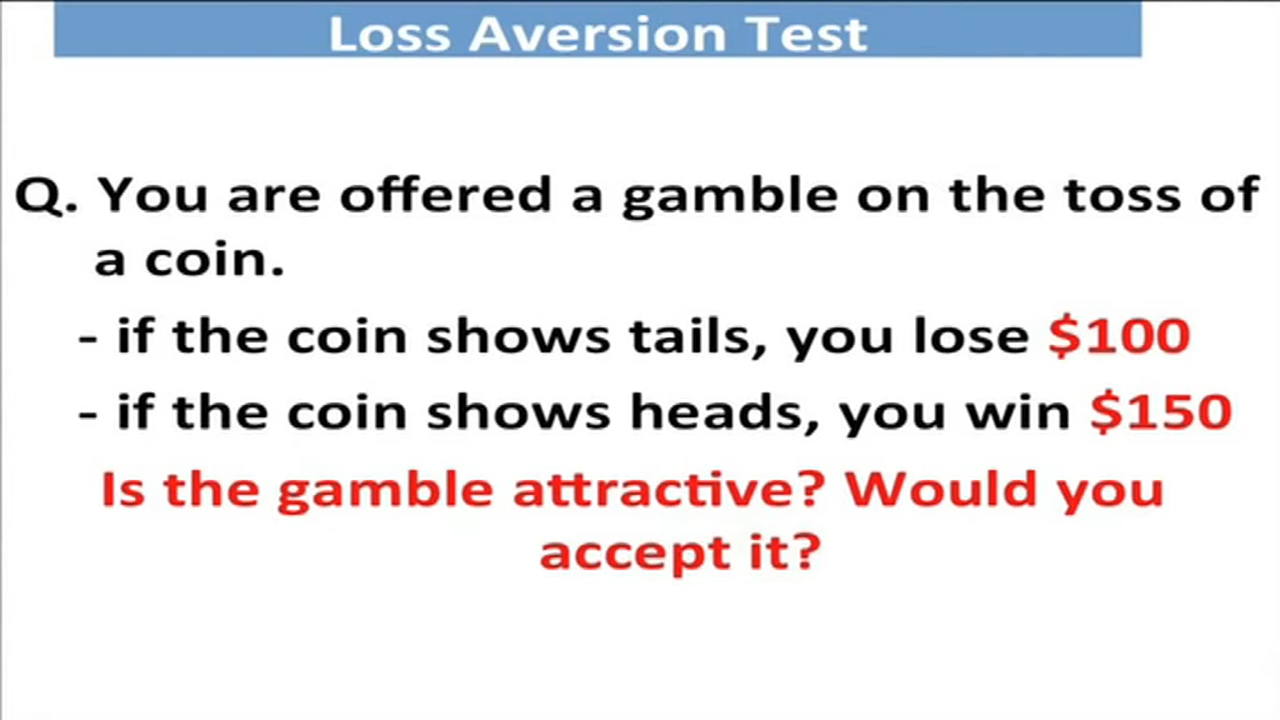 Loss Aversion Test
Q. You are offered a gamble on the toss of
a coin.
- if the coin shows tails, you lose $100
- if the coin shows heads, you win $150
Is the gamble attractive? Would you
accept it?